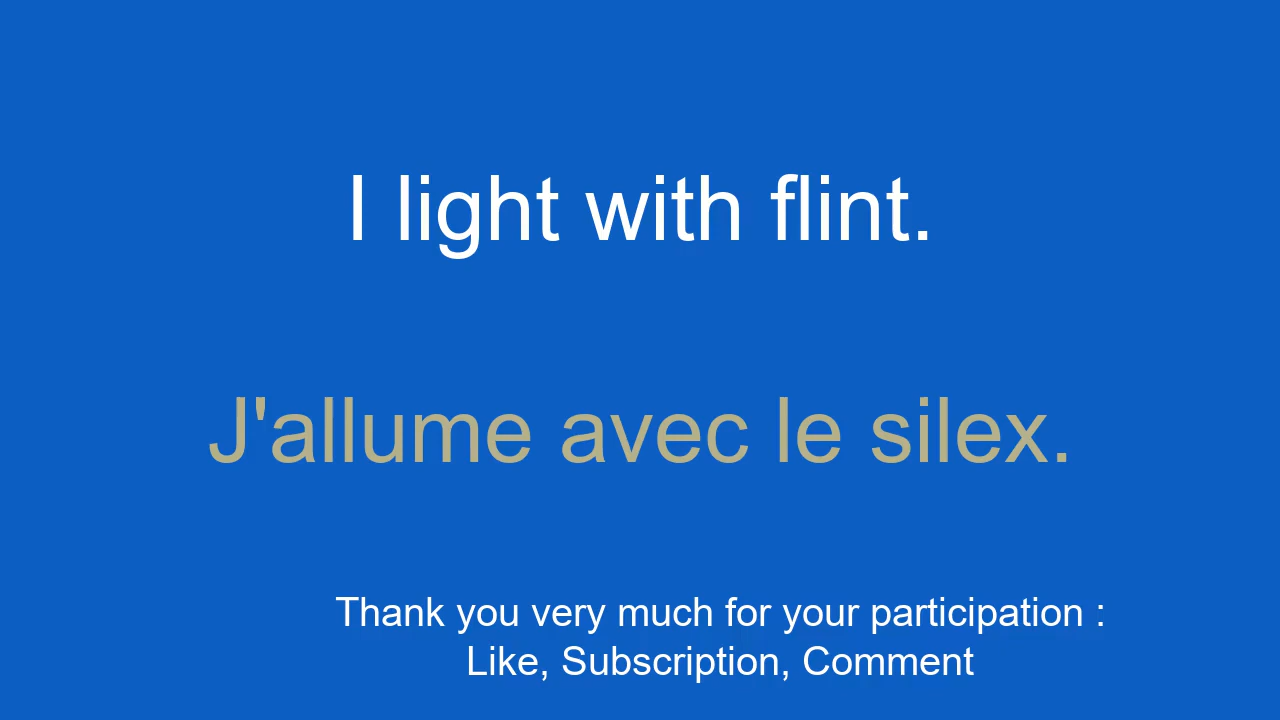 I light with flint.
J'allume avec le silex.
Thank you very much for your participation :
Like, Subscription, Comment